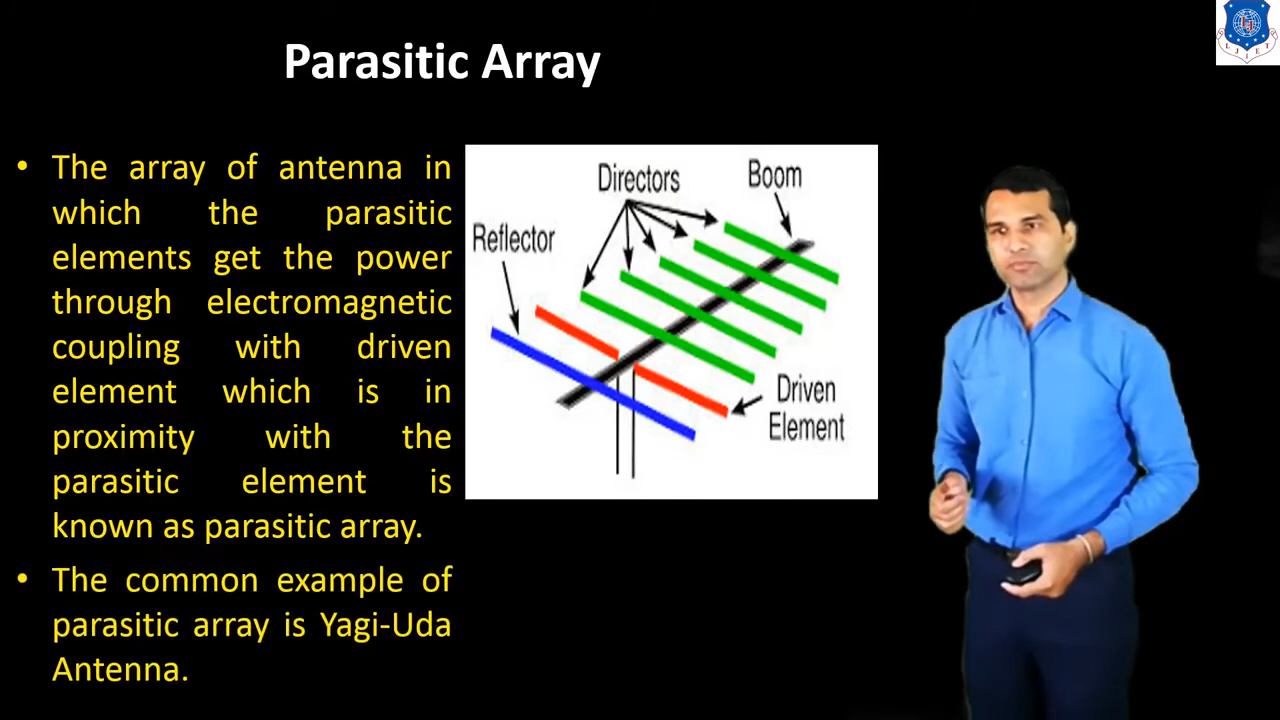 Parasitic Array
• The array of antenna in
which the parasitic
elements get the power
through electromagnetic
coupling with driven
element which is in
proximity with the
parasitic element is
known as parasitic array.
• The common example of
parasitic array is Yagi-Uda
Antenna.
Directors
Boom
Reflector
Driven
Element
LJIET